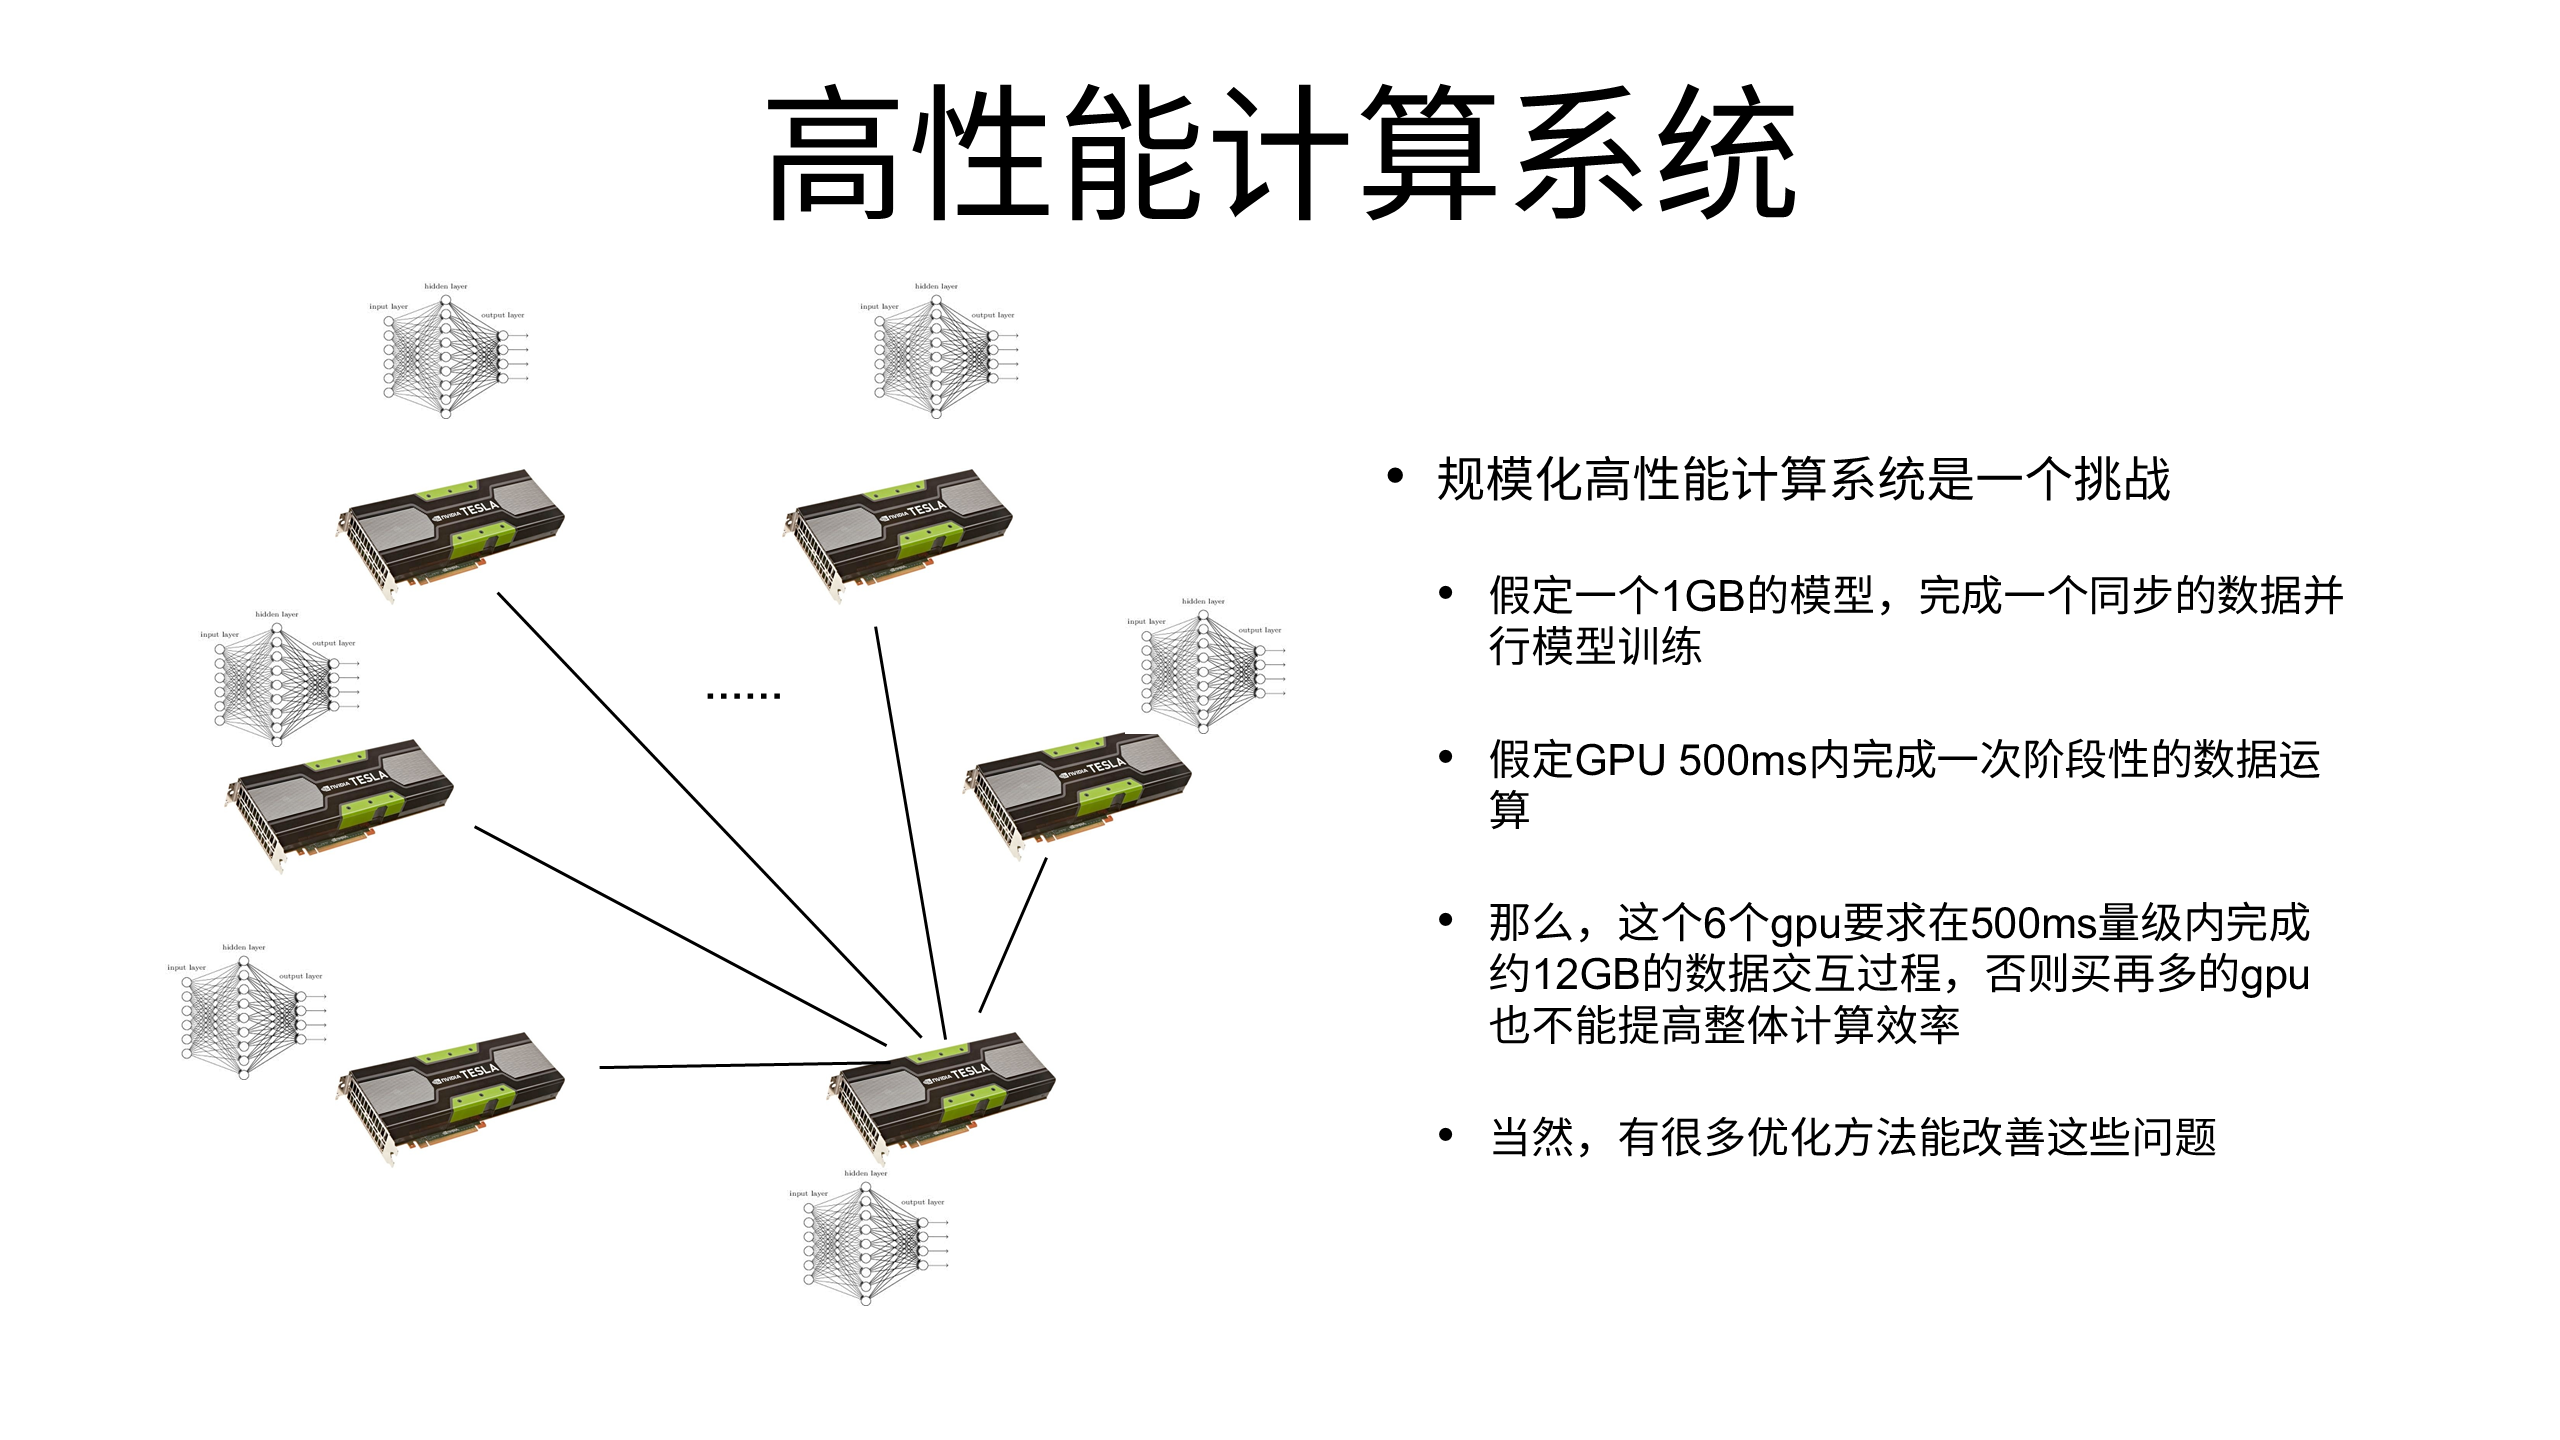 高性能计算系统
hidden layer
input layer
output layer
hidden layer
input layer
output layer
NVIDIA TESLA
NVIDIA TESLA
hidden layer
input layer
output layer
......
hidden layer
input layer
output layer
NVIDIA TESLA
NVIDIA TESLA
hidden layer
input layer
output layer
NVIDIA TESLA
NVIDIA TESLA
hidden layer
input layer
output layer
• 规模化高性能计算系统是一个挑战
• 假定一个1GB的模型，完成一个同步的数据并
行模型训练
• 假定GPU 500ms内完成一次阶段性的数据运
算
• 那么，这个6个gpu要求在500ms量级内完成
约12GB的数据交互过程，否则买再多的gpu
也不能提高整体计算效率
• 当然，有很多优化方法能改善这些问题